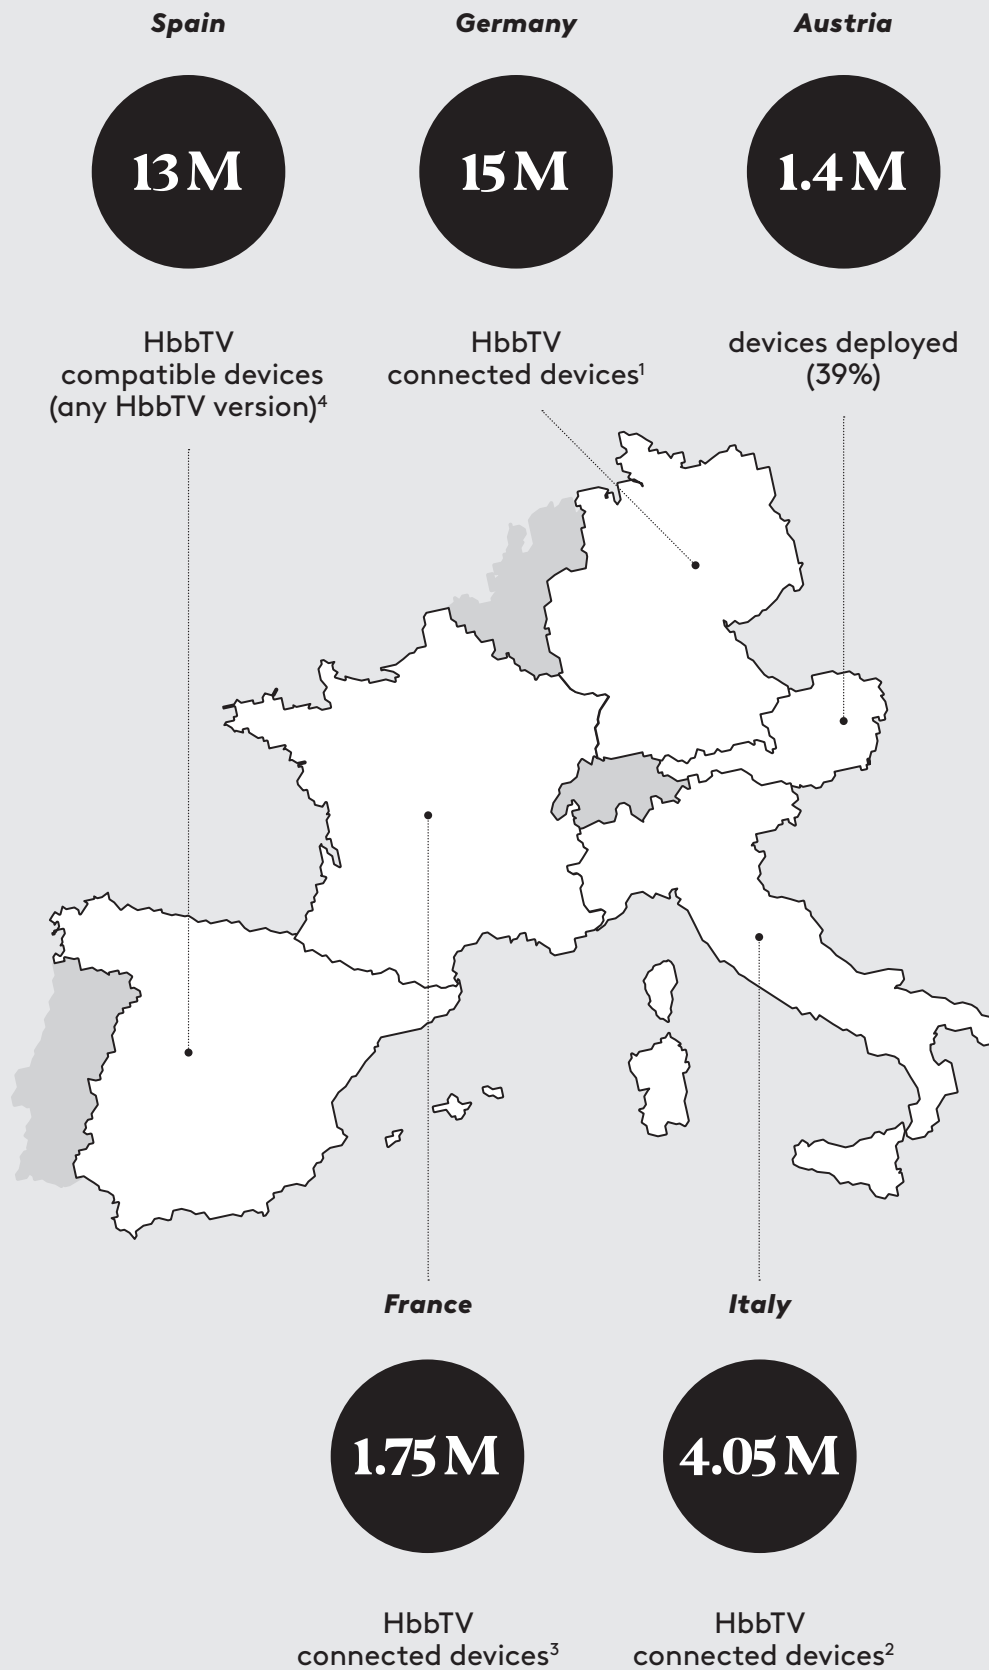 Spain
13 M
HbbTV
compatible devices
(any HbbTV version)⁴
Germany
15 M
HbbTV
connected devices¹
Austria
1.4 M
devices deployed
(39%)
France
1.75 M
HbbTV
connected devices³
Italy
4.05 M
HbbTV
connected devices²